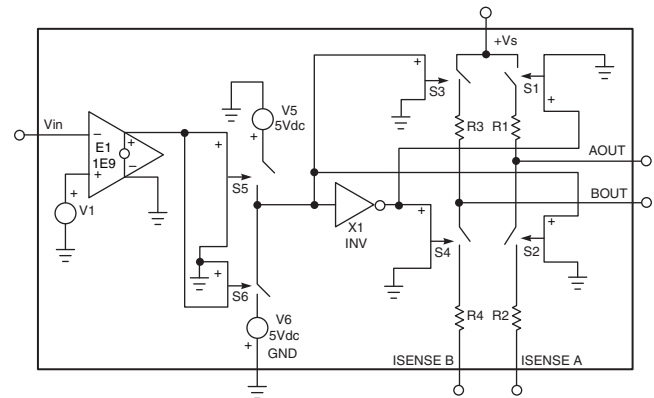 +Vs
Vin
E1
1E9
V1
V5
5Vdc
S5
S6
V6
5Vdc
GND
X1
INV
S3
S1
R3
R1
AOUT
BOUT
S4
S2
R4
R2
ISENSE B
ISENSE A